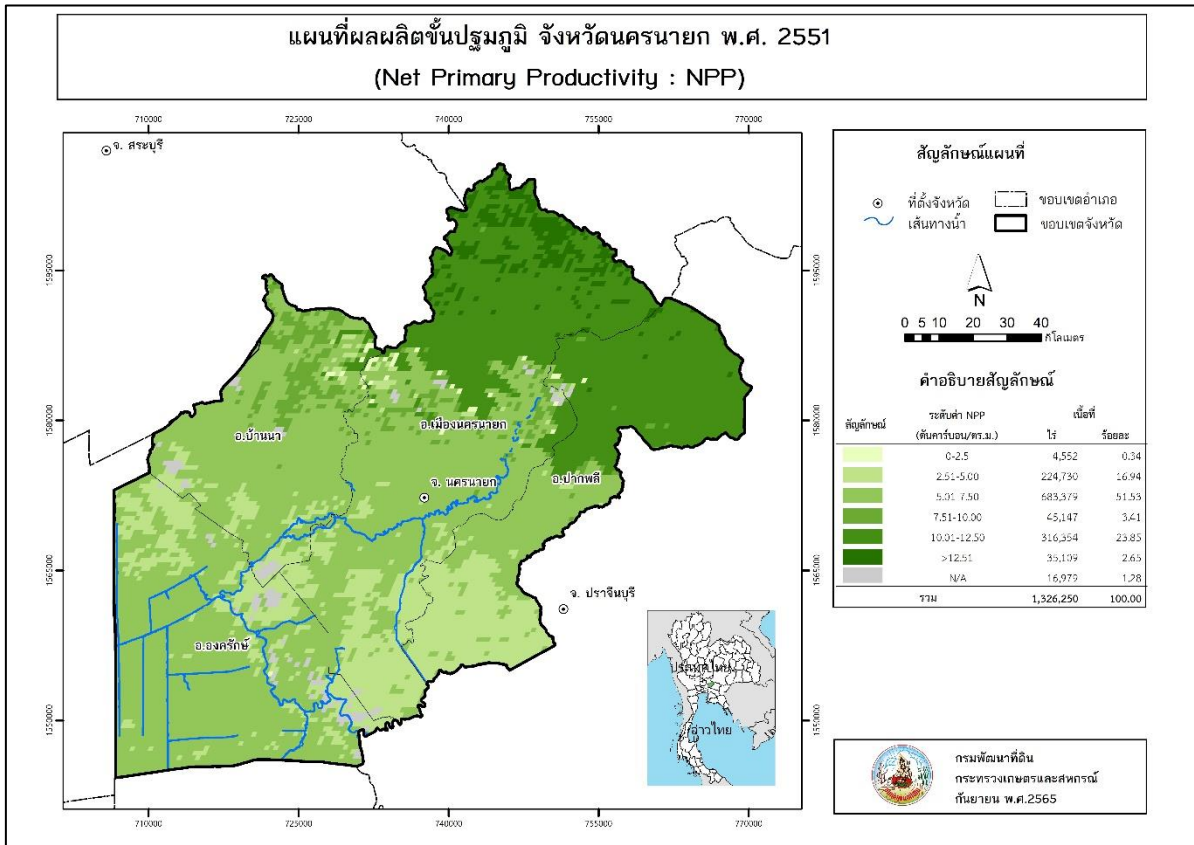 แผนที่ผลผลิตขั้นปฐมภูมิ จังหวัดนครนายก พ.ศ. 2551
(Net Primary Productivity : NPP)
710000 725000 740000 755000 770000
จ. สระบุรี
1595000 1595000
1580000 1580000
1565000 1565000
1550000 1550000
อ.บ้านนา
อ.เมืองนครนายก
จ. นครนายก
อ.ปากพลี
จ. ปราจีนบุรี
อ.องครักษ์
ประเทศไทย
อ่าวไทย
710000 725000 740000 755000 770000
สัญลักษณ์แผนที่
ที่ตั้งจังหวัด ขอบเขตอำเภอ
เส้นทางน้ำ ขอบเขตจังหวัด
N
0 5 10 20 30 40
กิโลเมตร
คำอธิบายสัญลักษณ์
สัญลักษณ์ ระดับค่า NPP เนื้อที่
(ตันคาร์บอน/ตร.ม.) ไร่ ร้อยละ
0-2.5 4,552 0.34
2.51-5.00 224,730 16.94
5.01-7.50 683,379 51.53
7.51-10.00 45,147 3.41
10.01-12.50 316,354 23.85
>12.51 35,109 2.65
N/A 16,979 1.28
รวม 1,326,250 100.00
กรมพัฒนาที่ดิน
กระทรวงเกษตรและสหกรณ์
กันยายน พ.ศ.2565